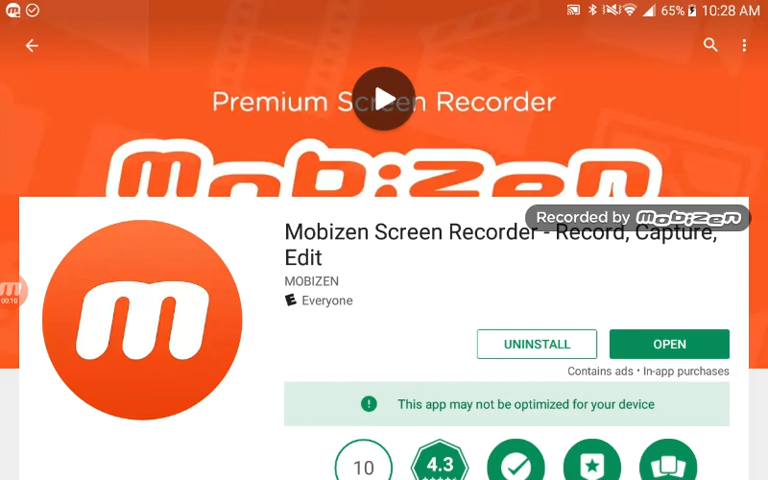 65% 10:28 AM
Premium Screen Recorder
mobizen
Recorded by mobizen
Mobizen Screen Recorder - Record, Capture,
Edit
MOBIZEN
E Everyone
m
m
00:10
UNINSTALL
OPEN
Contains ads • In-app purchases
! This app may not be optimized for your device
10
4.3